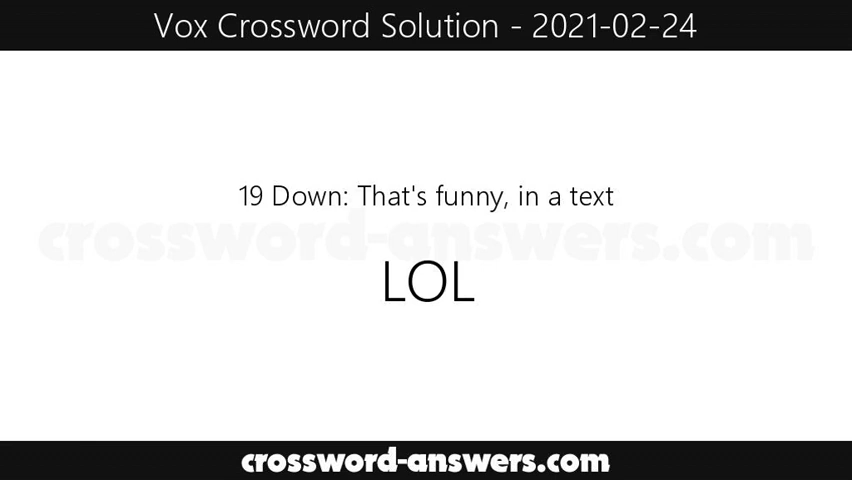 Vox Crossword Solution - 2021-02-24
19 Down: That's funny, in a text
crossword-answers.com
LOL
crossword-answers.com